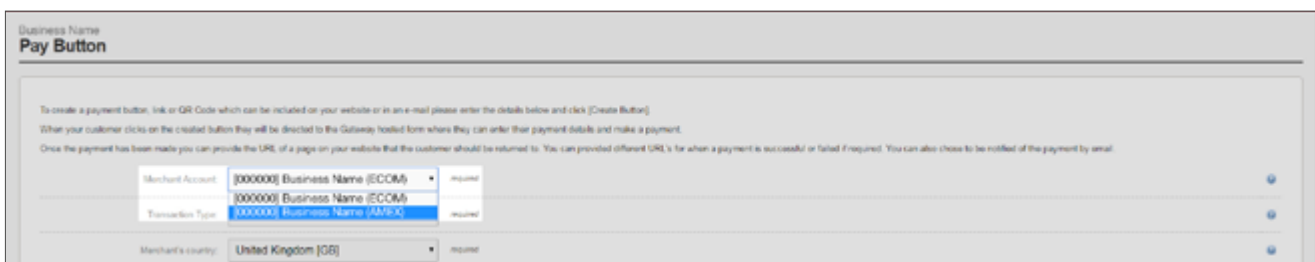 Business Name
Pay Button
To create a payment button, link or QR Code which can be included on your website or in an e-mail please enter the details below and click [Create Button]
When your customer clicks on the created button they will be directed to the Gateway hosted form where they can enter their payment details and make a payment.
Once the payment has been made you can provide the URL of a page on your website that the customer should be returned to. You can provided different URL's for when a payment is successful or failed if required. You can also chose to be notified of the payment by email.
Merchant Account: [000000] Business Name (ECOM) required
[000000] Business Name (ECOM)
Transaction Type: [000000] Business Name (AMEX) required
Merchant's country: United Kingdom [GB] required